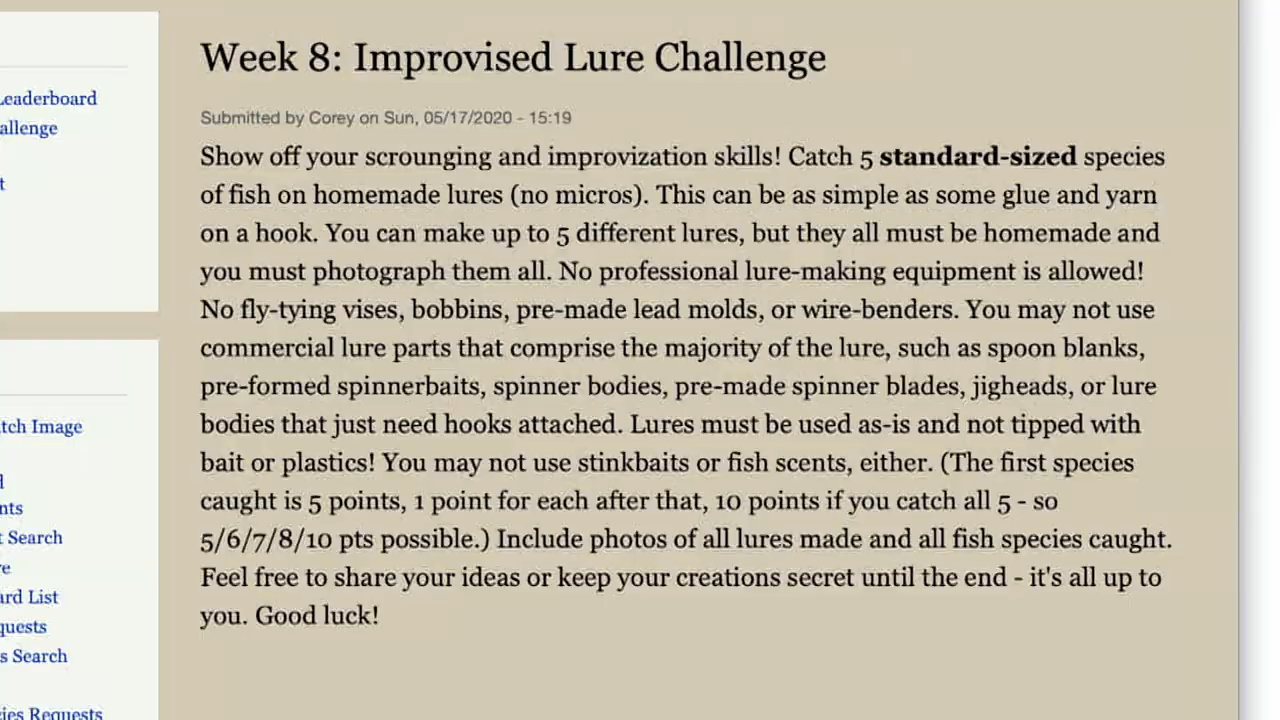 Week 8: Improvised Lure Challenge
Submitted by Corey on Sun, 05/17/2020 - 15:19
Show off your scrounging and improvization skills! Catch 5 standard-sized species
of fish on homemade lures (no micros). This can be as simple as some glue and yarn
on a hook. You can make up to 5 different lures, but they all must be homemade and
you must photograph them all. No professional lure-making equipment is allowed!
No fly-tying vises, bobbins, pre-made lead molds, or wire-benders. You may not use
commercial lure parts that comprise the majority of the lure, such as spoon blanks,
pre-formed spinnerbaits, spinner bodies, pre-made spinner blades, jigheads, or lure
bodies that just need hooks attached. Lures must be used as-is and not tipped with
bait or plastics! You may not use stinkbaits or fish scents, either. (The first species
caught is 5 points, 1 point for each after that, 10 points if you catch all 5 - so
5/6/7/8/10 pts possible.) Include photos of all lures made and all fish species caught.
Feel free to share your ideas or keep your creations secret until the end - it's all up to
you. Good luck!
Leaderboard
allenge
t
tch Image
nts
t Search
e
ard List
quests
s Search
cies Requests